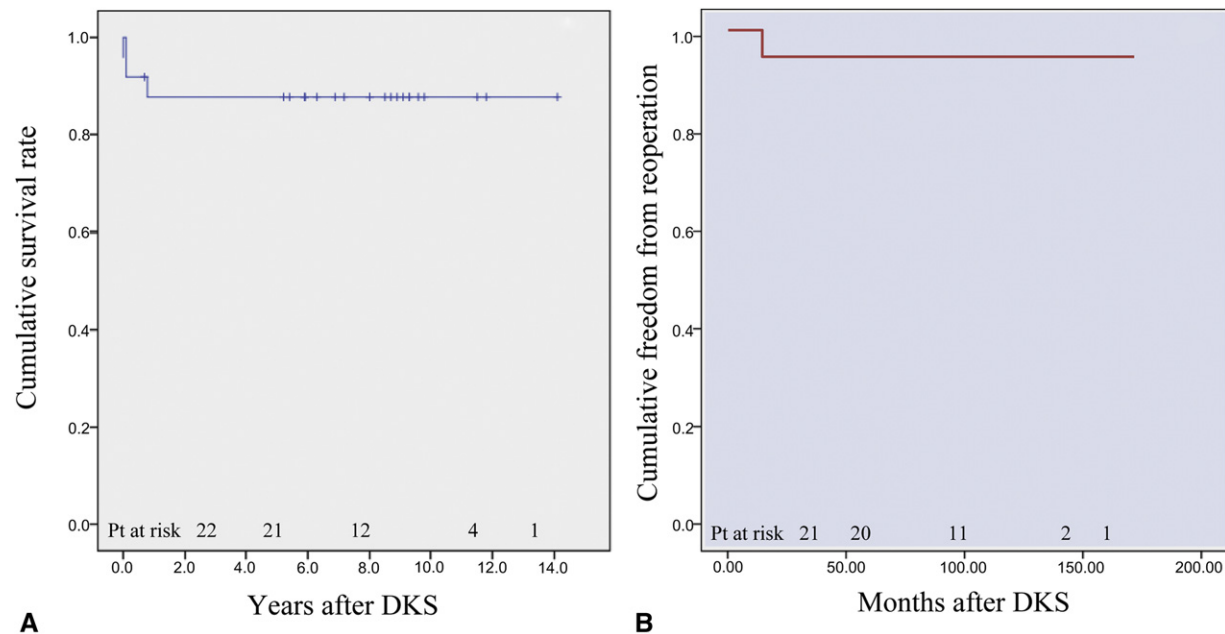 Cumulative survival rate
1.0
0.8
0.6
0.4
0.2
0.0
Pt at risk 22 21 12 4 1
0.0 2.0 4.0 6.0 8.0 10.0 12.0 14.0
Years after DKS
A
Cumulative freedom from reoperation
1.0
0.8
0.6
0.4
0.2
0.0
Pt at risk 21 20 11 2 1
0.00 50.00 100.00 150.00 200.00
Months after DKS
B